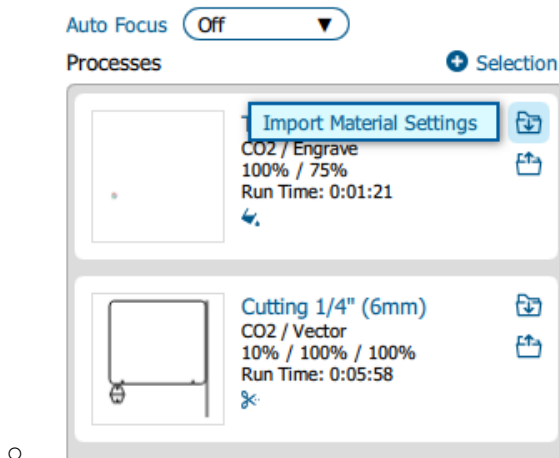 Auto Focus Off
Processes Selection
Import Material Settings
CO2 / Engrave
100% / 75%
Run Time: 0:01:21
Cutting 1/4" (6mm)
CO2 / Vector
10% / 100% / 100%
Run Time: 0:05:58